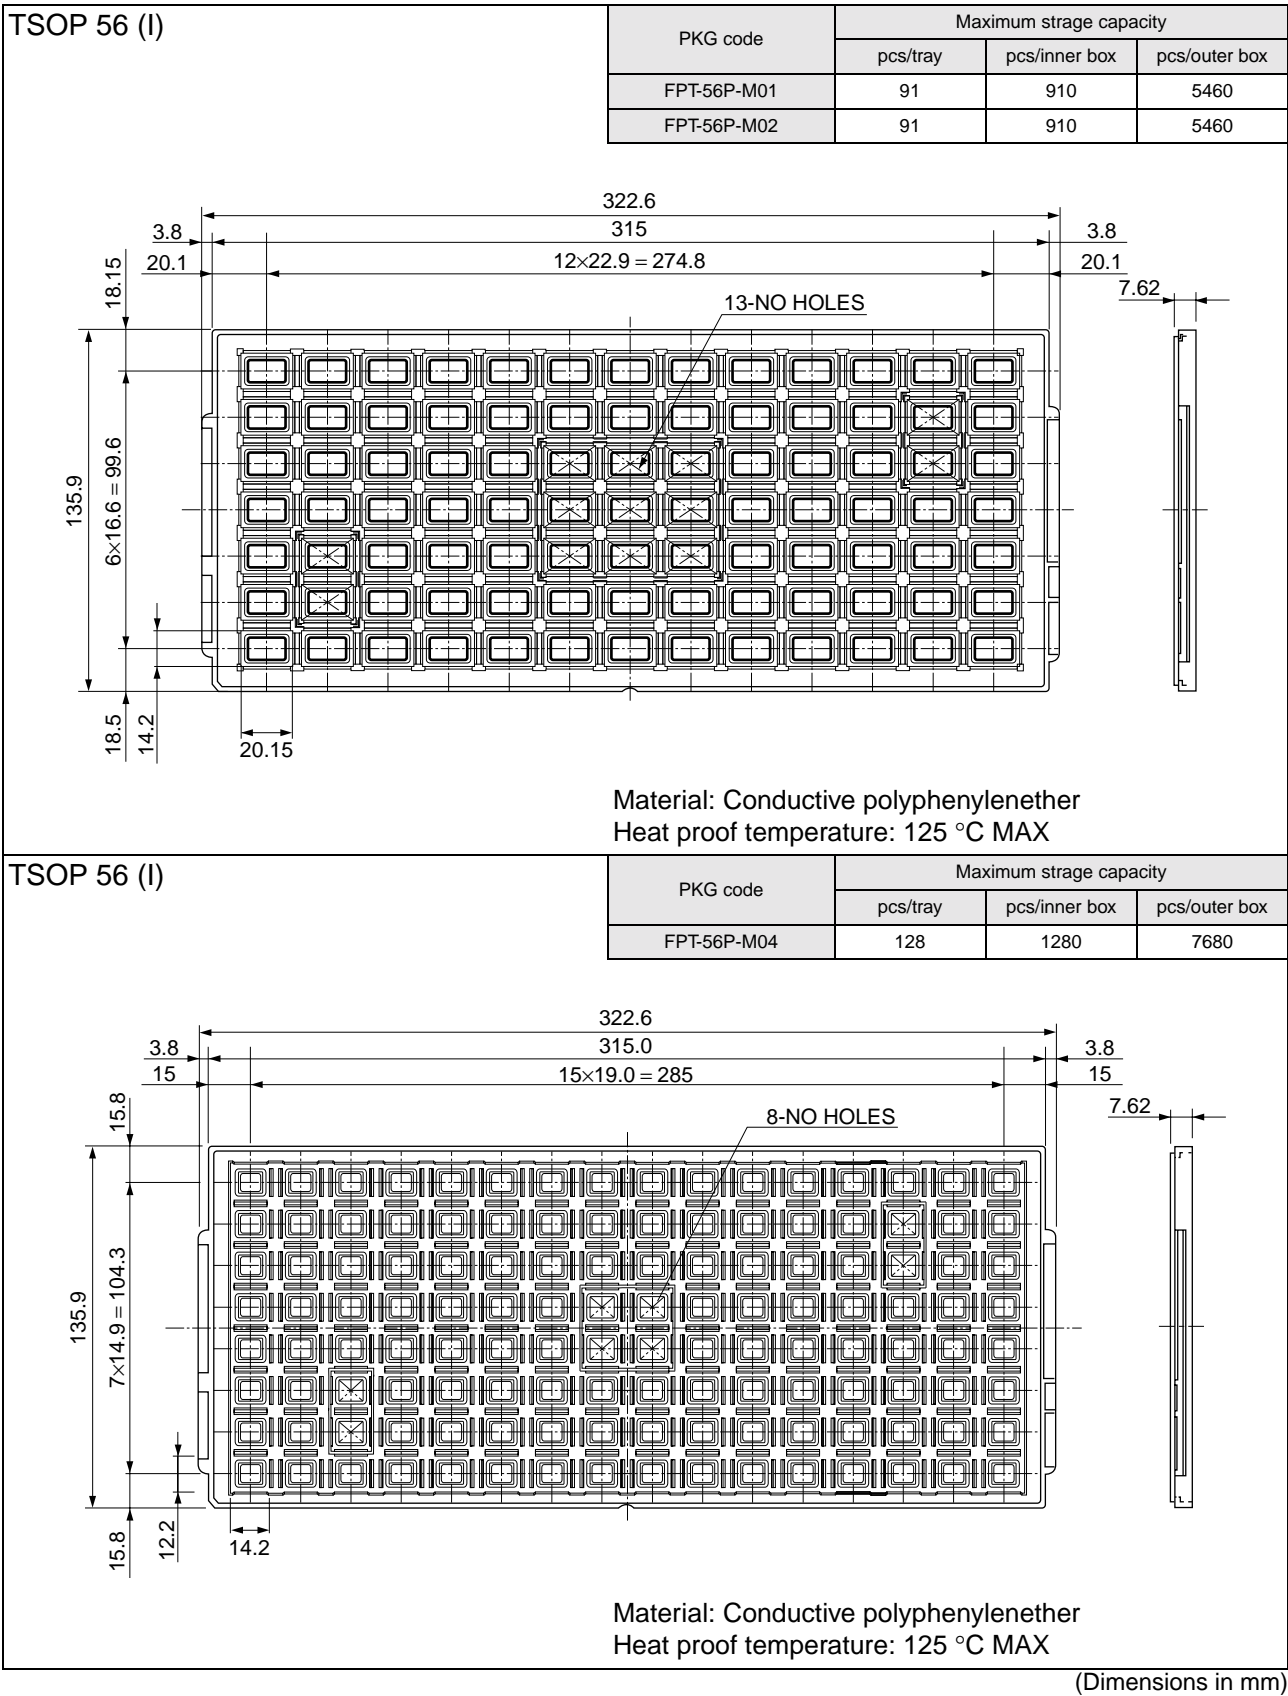 TSOP 56 (I)
PKG code
Maximum strage capacity
pcs/tray pcs/inner box pcs/outer box
FPT-56P-M01 91 910 5460
FPT-56P-M02 91 910 5460
322.6
3.8 315 3.8
20.1 12×22.9 = 274.8 20.1
18.15
7.62
13-NO HOLES
135.9
6×16.6 = 99.6
18.5
14.2
20.15
Material: Conductive polyphenylenether
Heat proof temperature: 125 °C MAX
TSOP 56 (I)
PKG code
Maximum strage capacity
pcs/tray pcs/inner box pcs/outer box
FPT-56P-M04 128 1280 7680
322.6
3.8 315.0 3.8
15 15×19.0 = 285 15
15.8
7.62
8-NO HOLES
135.9
7×14.9 = 104.3
15.8
12.2
14.2
Material: Conductive polyphenylenether
Heat proof temperature: 125 °C MAX
(Dimensions in mm)